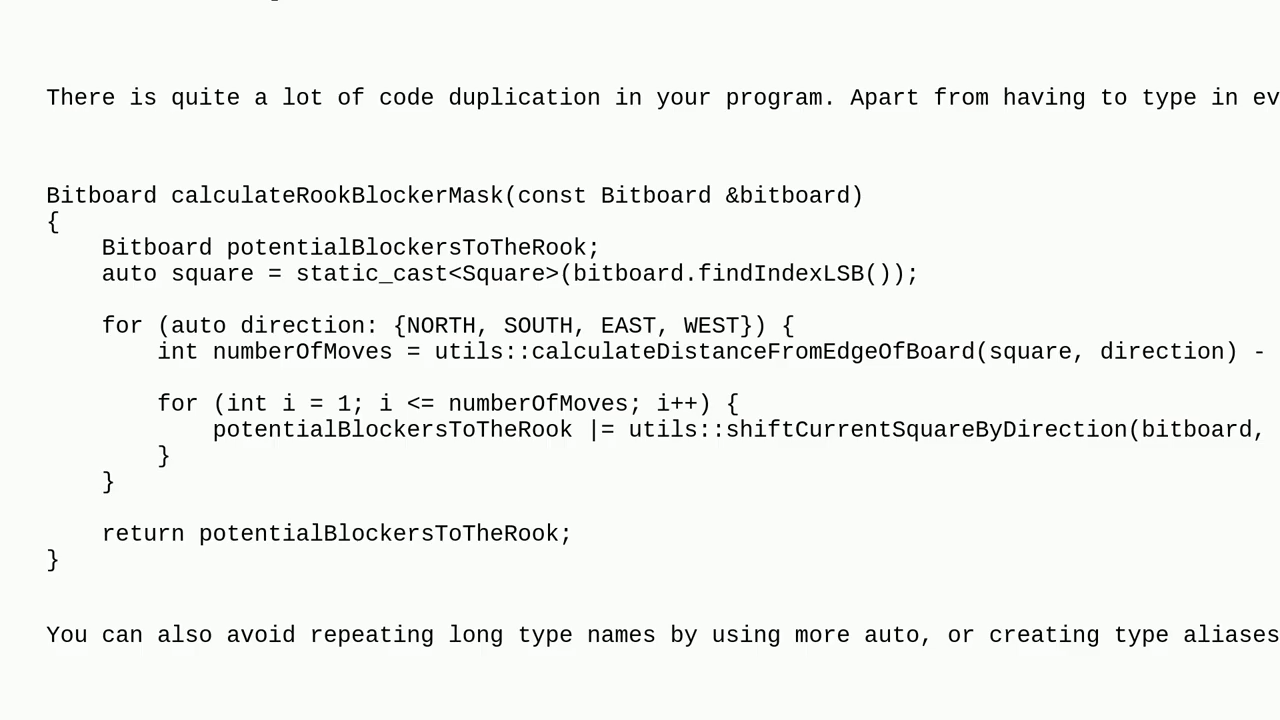 There is quite a lot of code duplication in your program. Apart from having to type in ev
Bitboard calculateRookBlockerMask(const Bitboard &bitboard)
{
    Bitboard potentialBlockersToTheRook;
    auto square = static_cast<Square>(bitboard.findIndexLSB());
    for (auto direction: {NORTH, SOUTH, EAST, WEST}) {
        int numberOfMoves = utils::calculateDistanceFromEdgeOfBoard(square, direction) -
        for (int i = 1; i <= numberOfMoves; i++) {
            potentialBlockersToTheRook |= utils::shiftCurrentSquareByDirection(bitboard,
        }
    }
    return potentialBlockersToTheRook;
}
You can also avoid repeating long type names by using more auto, or creating type aliases